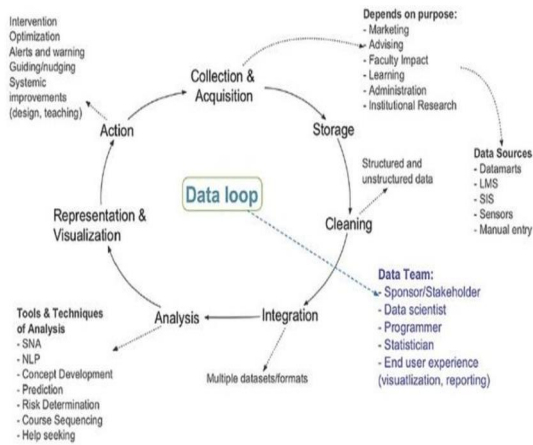 Intervention
Optimization
Alerts and warning
Guiding/nudging
Systemic
improvements
(design, teaching)
Depends on purpose:
- Marketing
- Advising
- Faculty Impact
- Learning
- Administration
- Institutional Research
Collection &
Acquisition
Action
Storage
Data Sources
- Datamarts
- LMS
- SIS
- Sensors
- Manual entry
Structured and
unstructured data
Data loop
Representation &
Visualization
Cleaning
Data Team:
- Sponsor/Stakeholder
- Data scientist
- Programmer
- Statistician
- End user experience
(visuatlization, reporting)
Tools & Techniques
of Analysis
- SNA
- NLP
- Concept Development
- Prediction
- Risk Determination
- Course Sequencing
- Help seeking
Analysis
Integration
Multiple datasets/formats